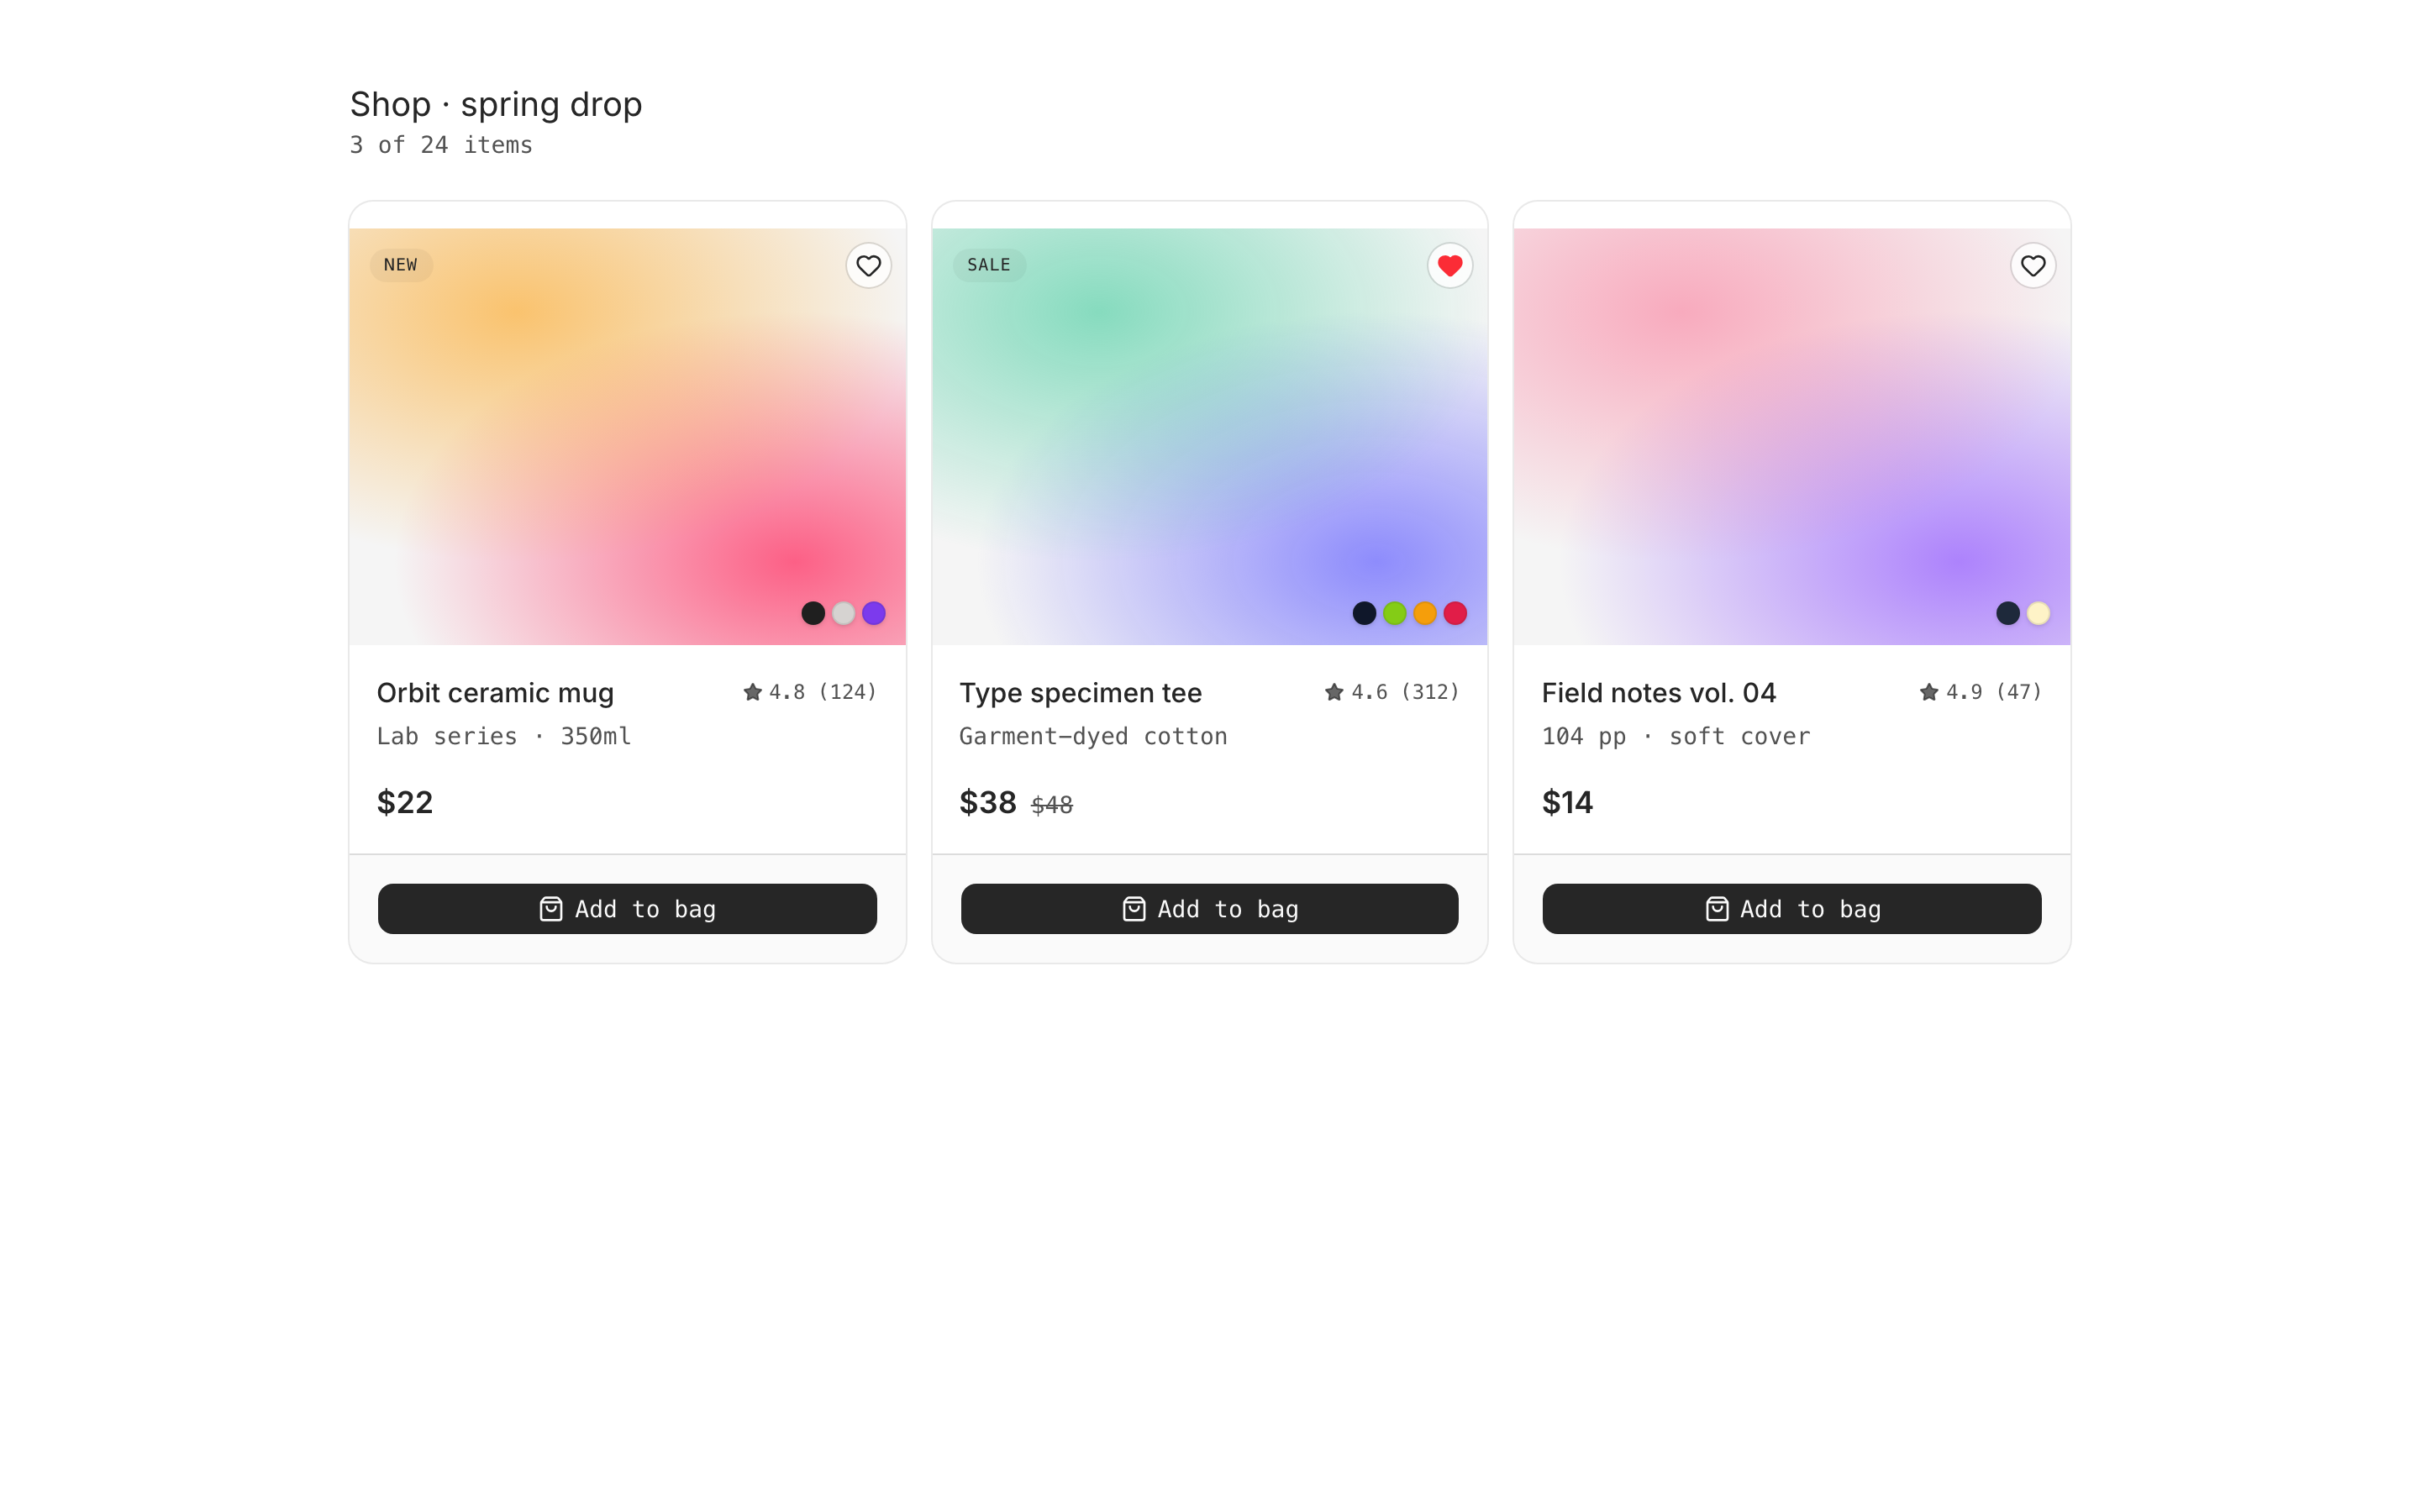 Shop · spring drop
3 of 24 items
NEW
Orbit ceramic mug
4.8 (124)
Lab series · 350ml
$22
Add to bag
SALE
Type specimen tee
4.6 (312)
Garment-dyed cotton
$38 $48
Add to bag
Field notes vol. 04
4.9 (47)
104 pp · soft cover
$14
Add to bag